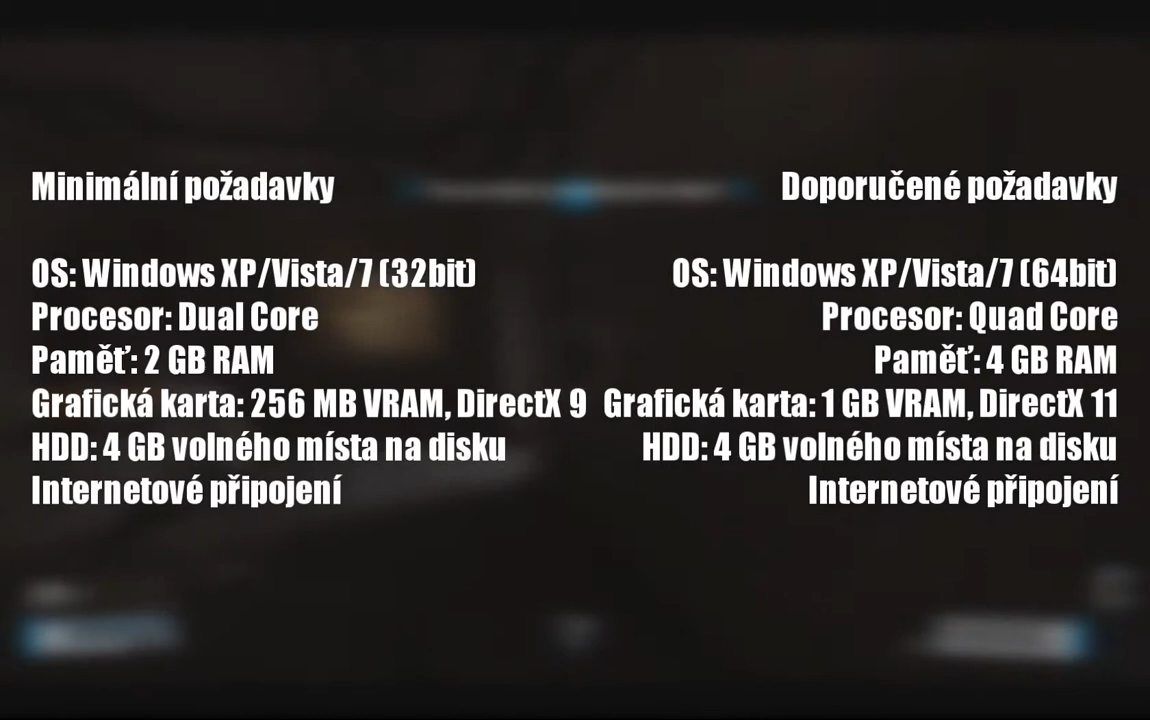 Minimální požadavky
OS: Windows XP/Vista/7 (32bit)
Procesor: Dual Core
Paměť: 2 GB RAM
Grafická karta: 256 MB VRAM, DirectX 9
HDD: 4 GB volného místa na disku
Internetové připojení
Doporučené požadavky
OS: Windows XP/Vista/7 (64bit)
Procesor: Quad Core
Paměť: 4 GB RAM
Grafická karta: 1 GB VRAM, DirectX 11
HDD: 4 GB volného místa na disku
Internetové připojení